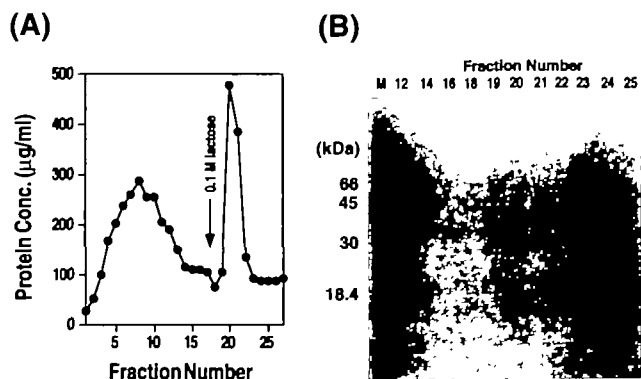 (A)
500
400
300
200
100
0
Protein Conc. (μg/ml)
0.1 M lactose
5 10 15 20 25
Fraction Number
(B)
Fraction Number
M 12 14 16 18 19 20 21 22 23 24 25
(kDa)
66
45
30
18.4